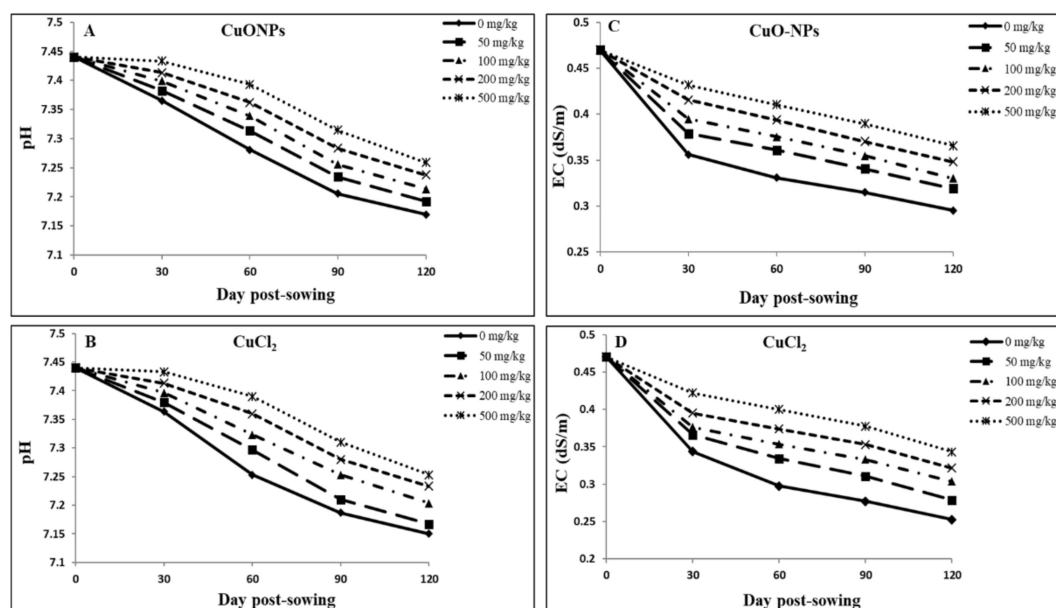 A
CuONPs
7.5
7.45
7.4
7.35
7.3
7.25
7.2
7.15
7.1
pH
0
30
60
90
120
Day post-sowing
0 mg/kg
50 mg/kg
100 mg/kg
200 mg/kg
500 mg/kg
C
CuO-NPs
0.5
0.45
0.4
0.35
0.3
0.25
EC (dS/m)
0
30
60
90
120
Day post-sowing
0 mg/kg
50 mg/kg
100 mg/kg
200 mg/kg
500 mg/kg
B
CuCl₂
7.5
7.45
7.4
7.35
7.3
7.25
7.2
7.15
7.1
pH
0
30
60
90
120
Day post-sowing
0 mg/kg
50 mg/kg
100 mg/kg
200 mg/kg
500 mg/kg
D
CuCl₂
0.5
0.45
0.4
0.35
0.3
0.25
0.2
EC (dS/m)
0
30
60
90
120
Day post-sowing
0 mg/kg
50 mg/kg
100 mg/kg
200 mg/kg
500 mg/kg